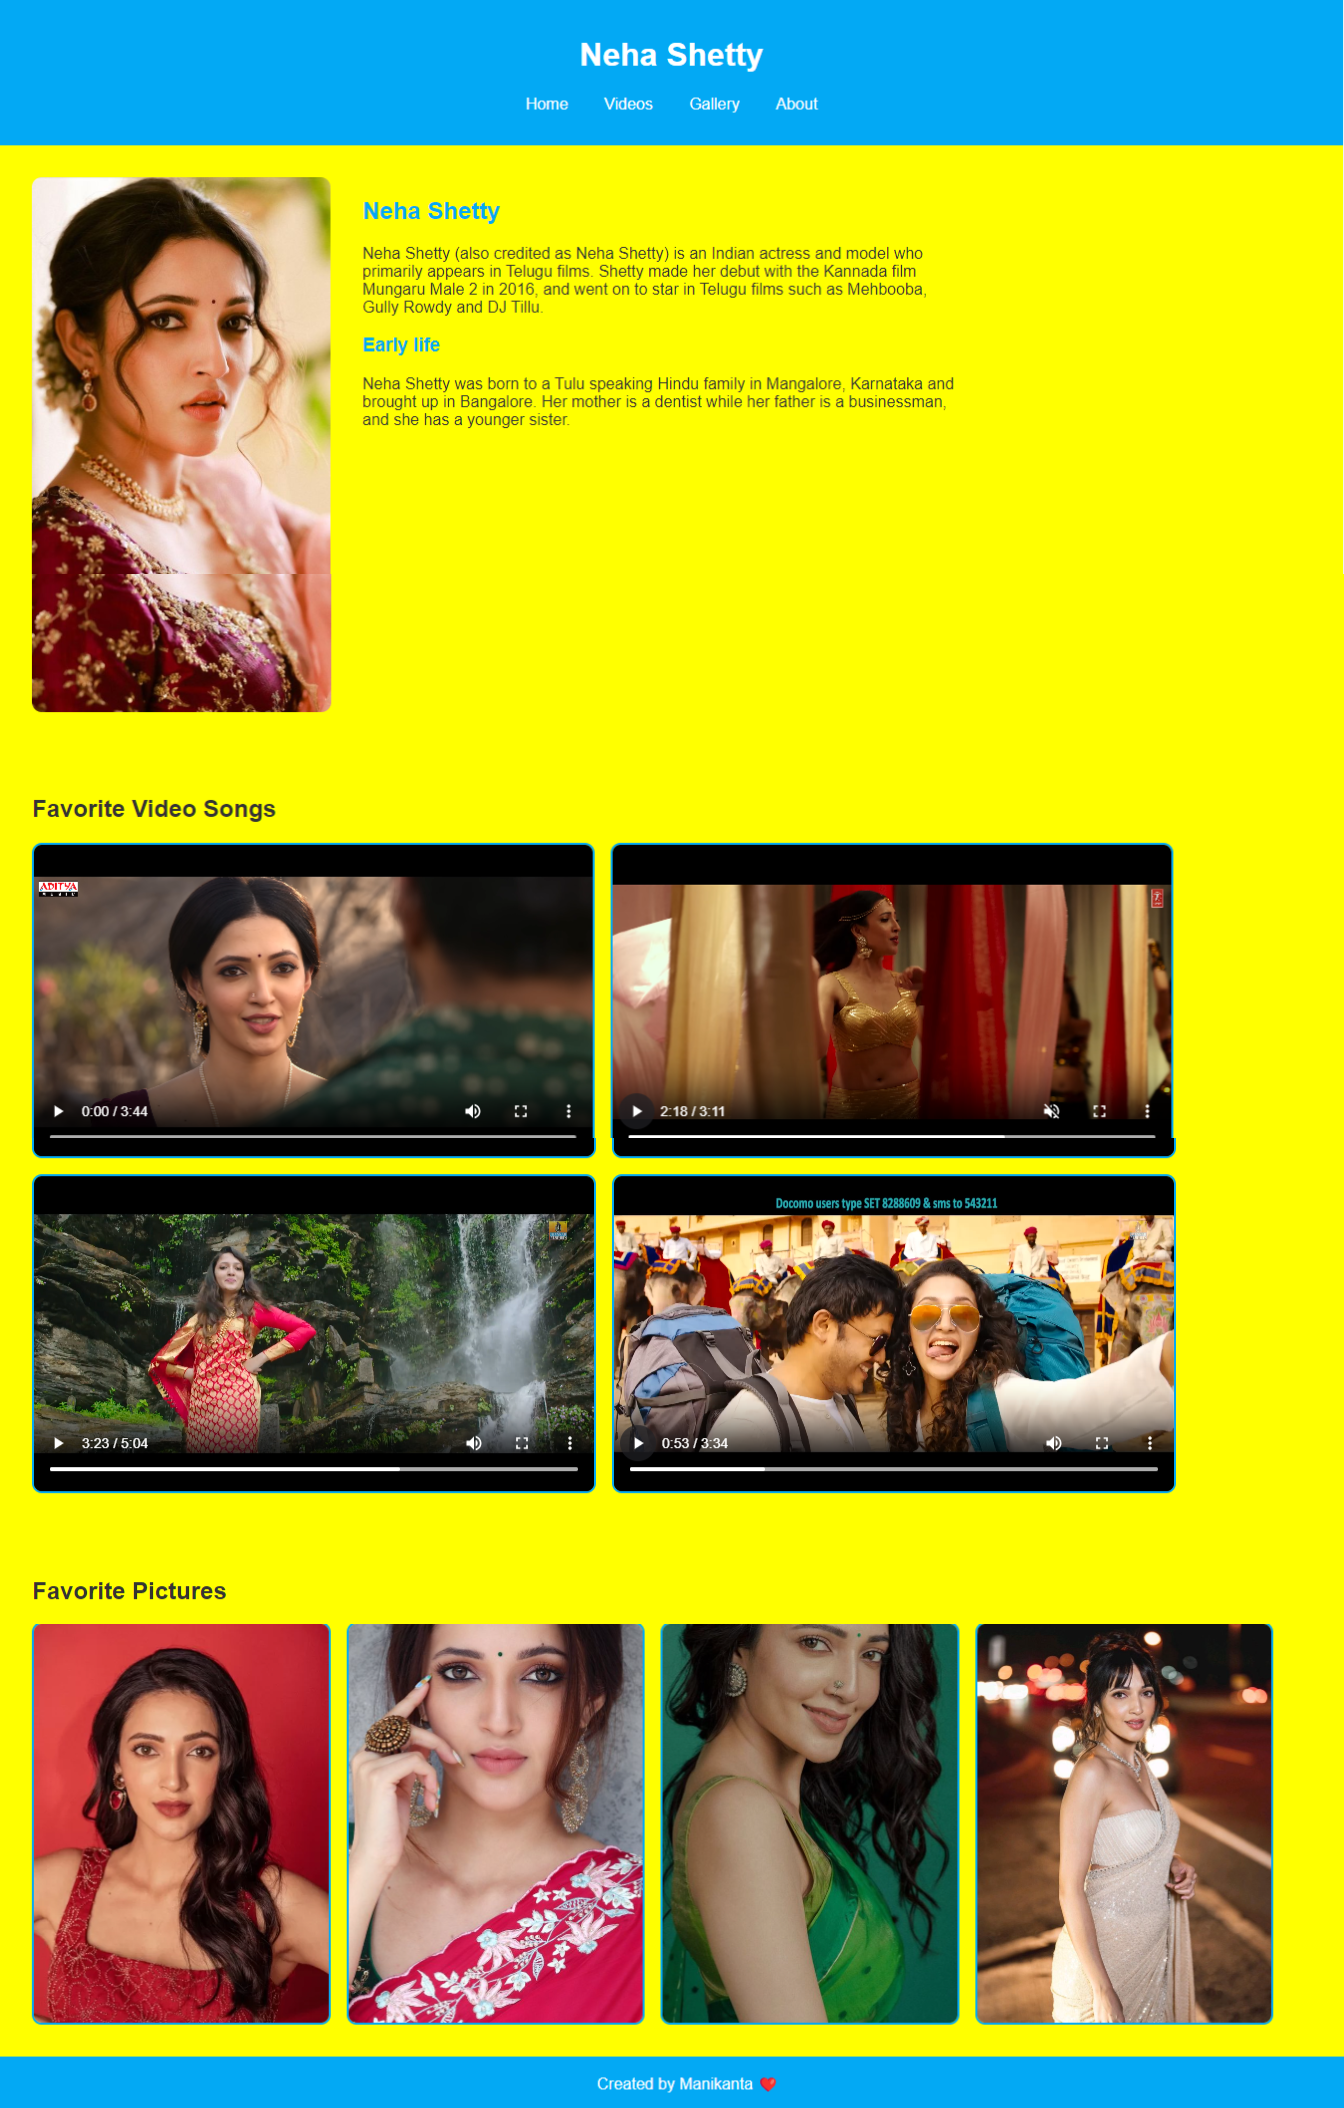 Neha Shetty
Home Videos Gallery About
Neha Shetty
Neha Shetty (also credited as Neha Shetty) is an Indian actress and model who
primarily appears in Telugu films. Shetty made her debut with the Kannada film
Mungaru Male 2 in 2016, and went on to star in Telugu films such as Mehbooba,
Gully Rowdy and DJ Tillu.
Early life
Neha Shetty was born to a Tulu speaking Hindu family in Mangalore, Karnataka and
brought up in Bangalore. Her mother is a dentist while her father is a businessman,
and she has a younger sister.
Favorite Video Songs
ADITYA
MUSIC
0:00 / 3:44
2:18 / 3:11
3:23 / 5:04
Docomo users type SET 8288609 & sms to 543211
0:53 / 3:34
Favorite Pictures
Created by Manikanta ❤️